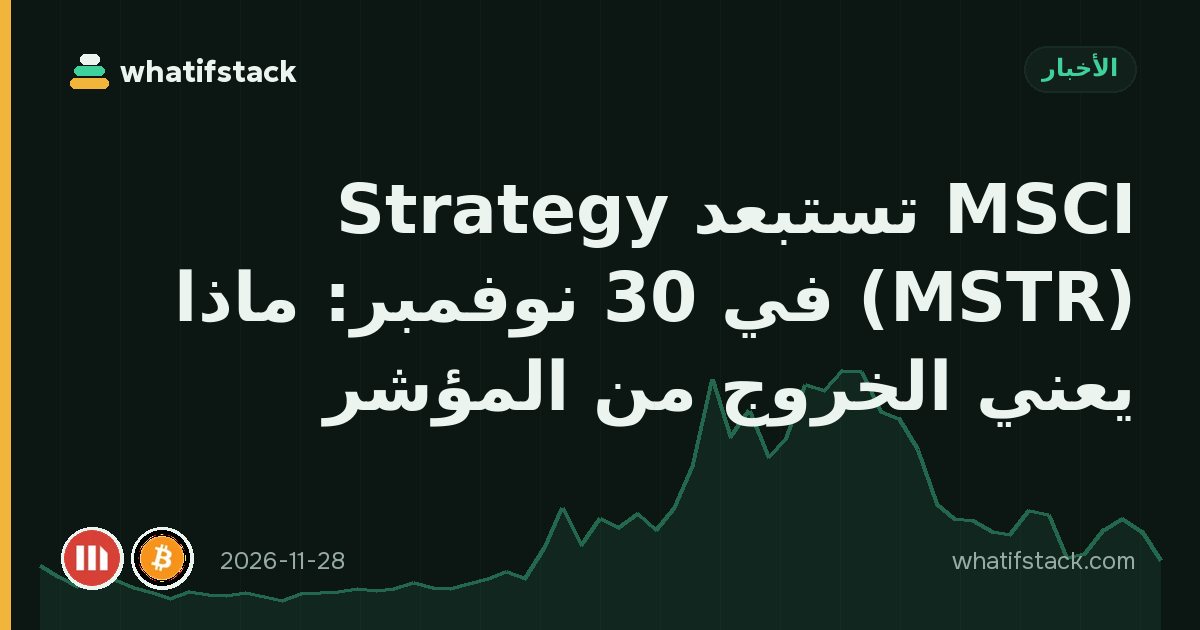 whatifstack
الأخبار
MSCI تستبعد Strategy
(MSTR) في 30 نوفمبر: ماذا
يعني الخروج من المؤشر
2026-11-28
whatifstack.com